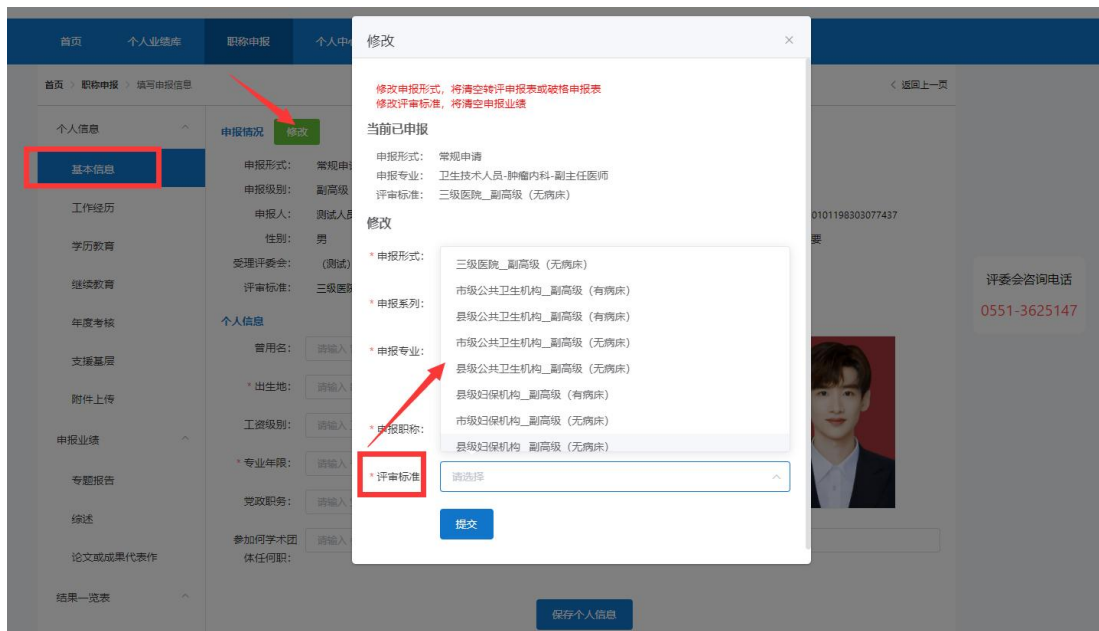 首页 个人业绩库 职称申报 个人中
首页 > 职称申报 > 填写申报信息
< 返回上一页
个人信息
基本信息
工作经历
学历教育
继续教育
年度考核
支援基层
附件上传
申报业绩
专题报告
综述
论文或成果代表作
结果一览表
申报情况 修改
申报形式： 常规申请
申报级别： 副高级
申报人： 测试人员
性别： 男
受理评委会： (测试)
评审标准： 三级医院
0101198303077437
要
个人信息
曾用名： 请输入
* 出生地： 请输入
工资级别： 请输入
* 专业年限： 请输入
党政职务： 请输入
参加何学术团 请输入
体任何职：
保存个人信息
修改 ×
修改申报形式，将清空转评申报表或破格申报表
修改评审标准，将清空申报业绩
当前已申报
申报形式： 常规申请
申报专业： 卫生技术人员-肿瘤内科-副主任医师
评审标准： 三级医院__副高级（无病床）
修改
* 申报形式：
* 申报系列：
* 申报专业：
* 申报职称：
三级医院__副高级（无病床）
市级公共卫生机构__副高级（有病床）
县级公共卫生机构__副高级（有病床）
市级公共卫生机构__副高级（无病床）
县级公共卫生机构__副高级（无病床）
县级妇保机构__副高级（有病床）
市级妇保机构__副高级（无病床）
县级妇保机构__副高级（无病床）
* 评审标准 请选择
提交
评委会咨询电话
0551-3625147